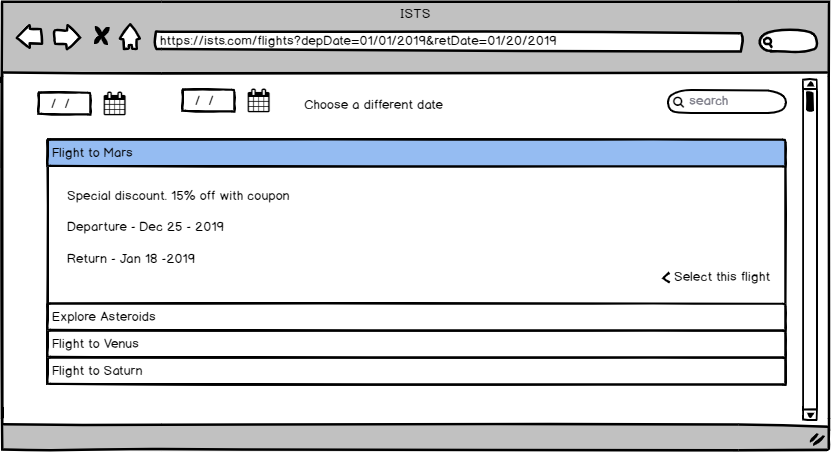 ISTS
https://ists.com/flights?depDate=01/01/2019&retDate=01/20/2019
/ /
/ /
Choose a different date
search
Flight to Mars
Special discount. 15% off with coupon
Departure - Dec 25 - 2019
Return - Jan 18 -2019
Select this flight
Explore Asteroids
Flight to Venus
Flight to Saturn